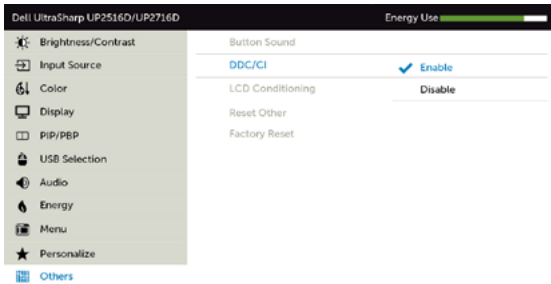 Dell UltraSharp UP2516D/UP2716D
Energy Use
Brightness/Contrast
Input Source
Color
Display
PIP/PBP
USB Selection
Audio
Energy
Menu
Personalize
Others
Button Sound
DDC/CI
LCD Conditioning
Reset Other
Factory Reset
Enable
Disable